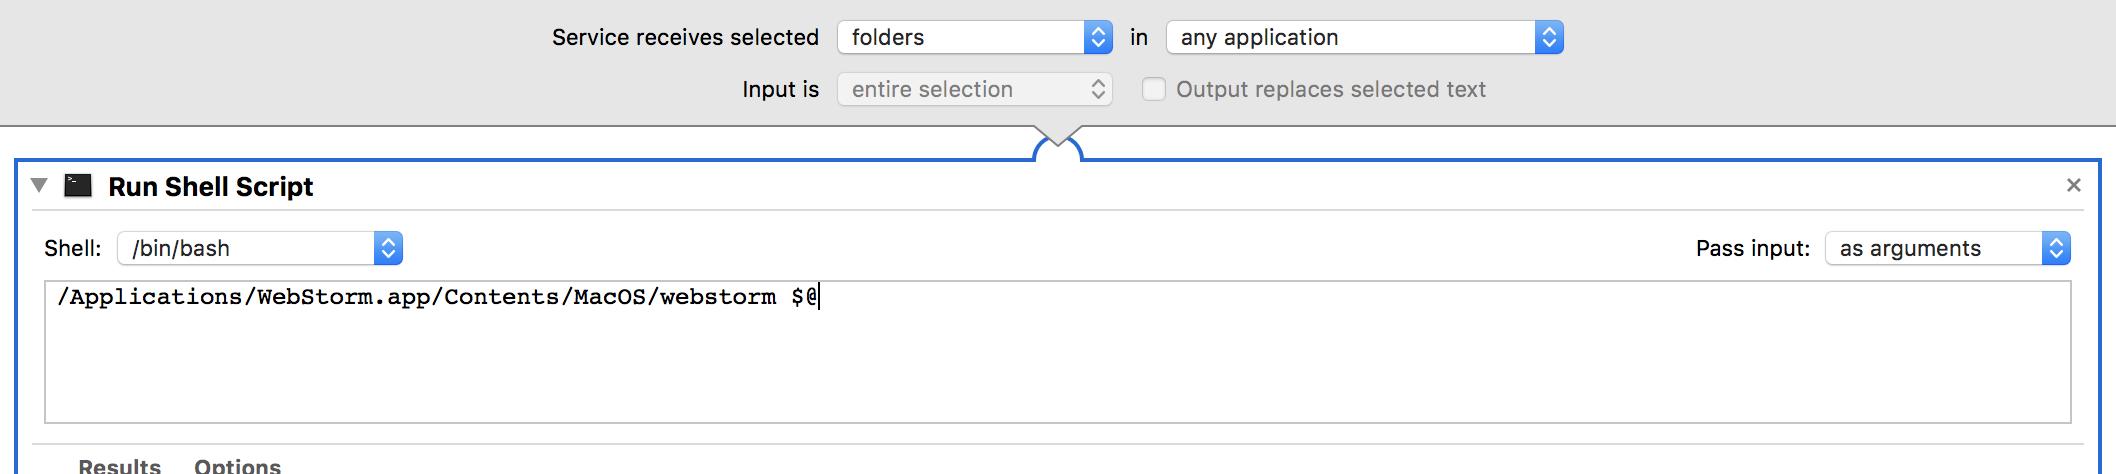 Service receives selected folders in any application
Input is entire selection Output replaces selected text
Run Shell Script
Shell: /bin/bash Pass input: as arguments
/Applications/WebStorm.app/Contents/MacOS/webstorm $@
Results Options